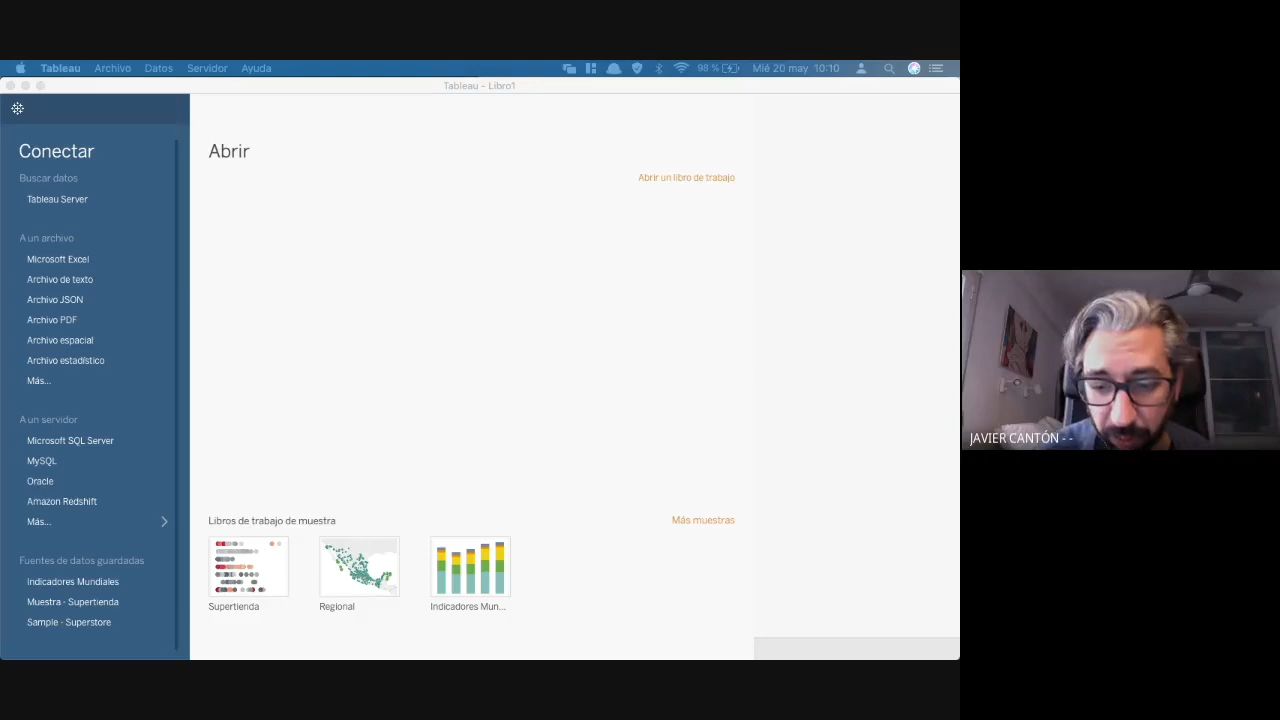 Tableau Archivo Datos Servidor Ayuda 98 % Mié 20 may 10:10
Tableau - Libro1
Conectar
Buscar datos
Tableau Server
A un archivo
Microsoft Excel
Archivo de texto
Archivo JSON
Archivo PDF
Archivo espacial
Archivo estadístico
Más...
A un servidor
Microsoft SQL Server
MySQL
Oracle
Amazon Redshift
Más...
Fuentes de datos guardadas
Indicadores Mundiales
Muestra - Supertienda
Sample - Superstore
Abrir
Abrir un libro de trabajo
Libros de trabajo de muestra Más muestras
Supertienda Regional Indicadores Mun...
JAVIER CANTÓN - -